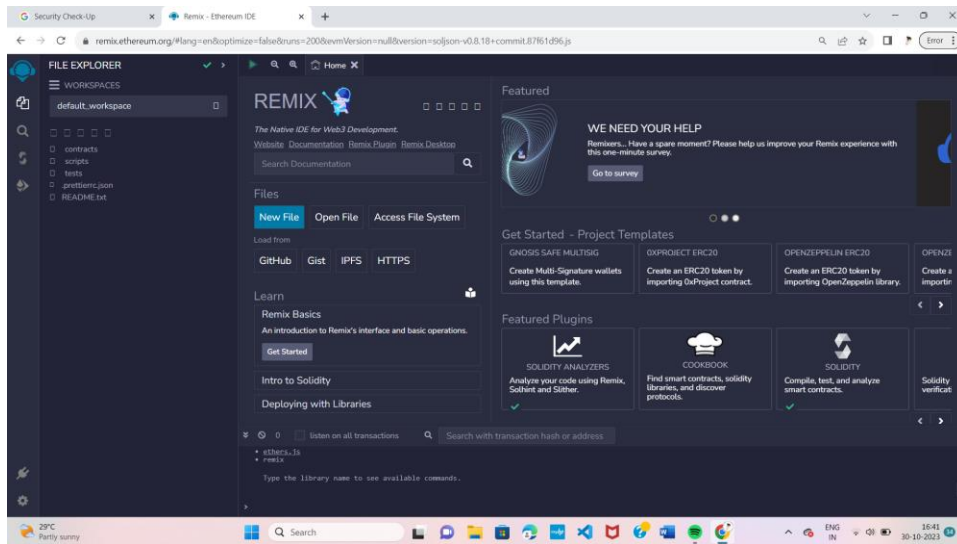 Security Check-Up
Remix - Ethereum IDE
remix.ethereum.org/#lang=en&optimize=false&runs=200&evmVersion=null&version=soljson-v0.8.18+commit.87f61d96.js
Error
FILE EXPLORER
Home
WORKSPACES
default_workspace
contracts
scripts
tests
.prettierrc.json
README.txt
REMIX
The Native IDE for Web3 Development.
Website Documentation Remix Plugin Remix Desktop
Search Documentation
Files
New File Open File Access File System
Load from
GitHub Gist IPFS HTTPS
Learn
Remix Basics
An introduction to Remix's interface and basic operations.
Get Started
Intro to Solidity
Deploying with Libraries
Featured
WE NEED YOUR HELP
Remixers... Have a spare moment? Please help us improve your Remix experience with
this one-minute survey.
Go to survey
Get Started - Project Templates
GNOSIS SAFE MULTISIG
Create Multi-Signature wallets
using this template.
0XPROJECT ERC20
Create an ERC20 token by
importing 0xProject contract.
OPENZEPPELIN ERC20
Create an ERC20 token by
importing OpenZeppelin library.
OPENZE
Create a
importin
Featured Plugins
SOLIDITY ANALYZERS
Analyze your code using Remix,
Solhint and Slither.
COOKBOOK
Find smart contracts, solidity
libraries, and discover
protocols.
SOLIDITY
Compile, test, and analyze
smart contracts.
Solidity
verificati
0 listen on all transactions Search with transaction hash or address
ethers.js
remix
Type the library name to see available commands.
>
29°C
Partly sunny
Search
ENG
IN
16:41
30-10-2023